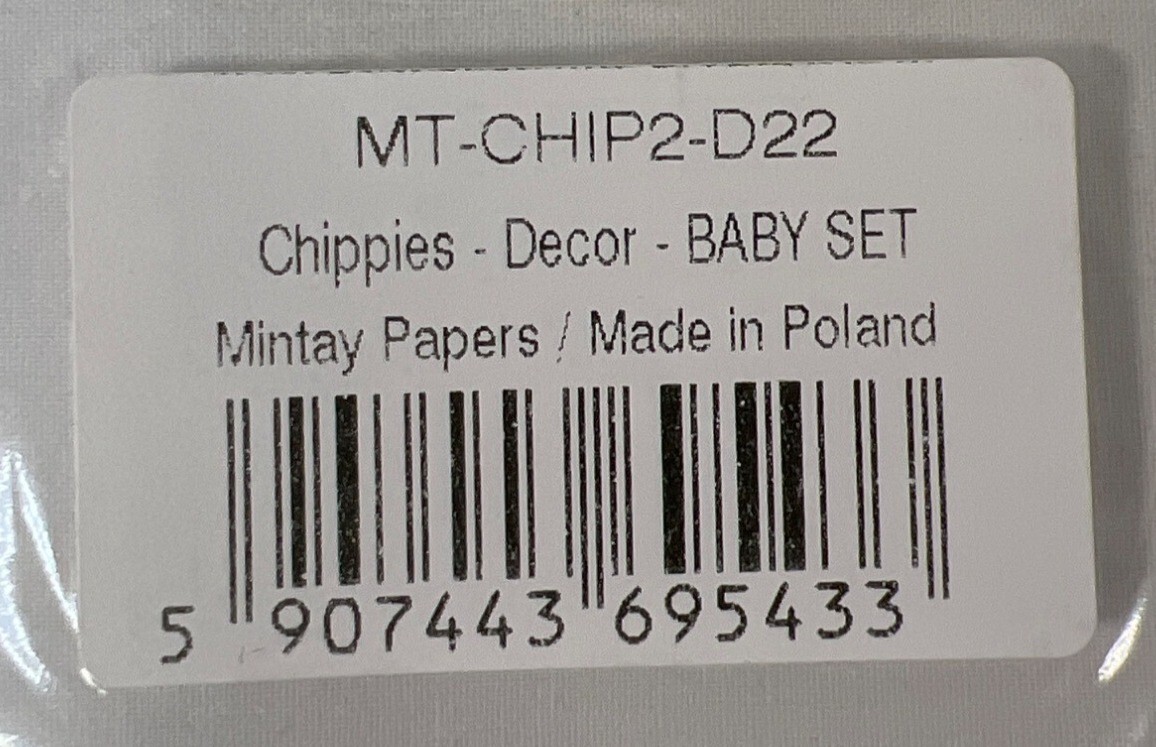 MT-CHIP2-D22
Chippies - Decor - BABY SET
Mintay Papers / Made in Poland
5 907443 695433